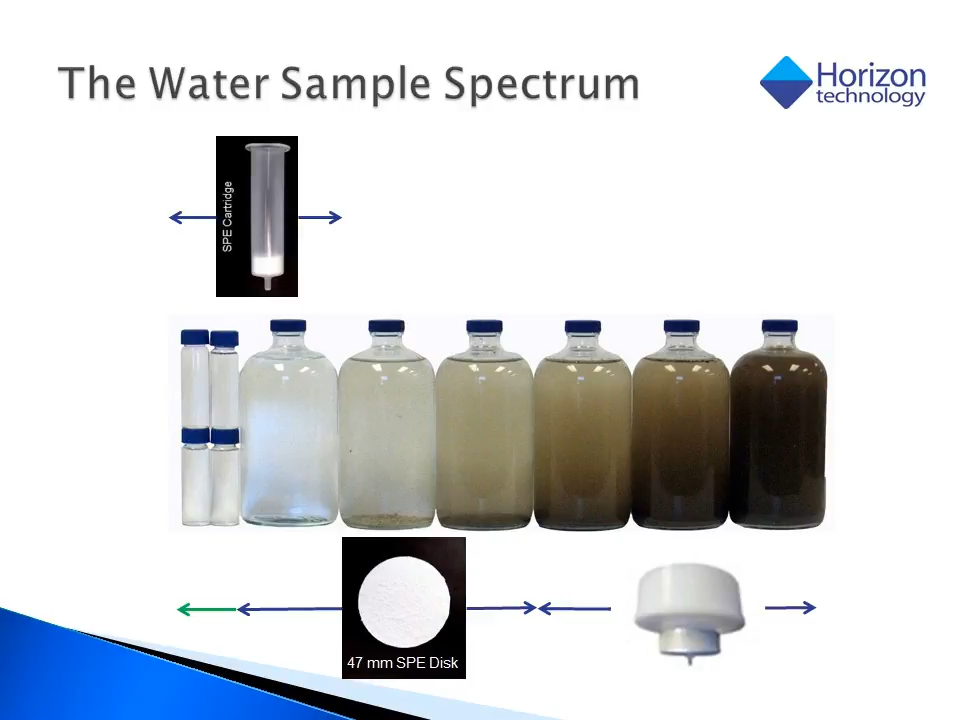 The Water Sample Spectrum
Horizon
technology
SPE Cartridge
47 mm SPE Disk